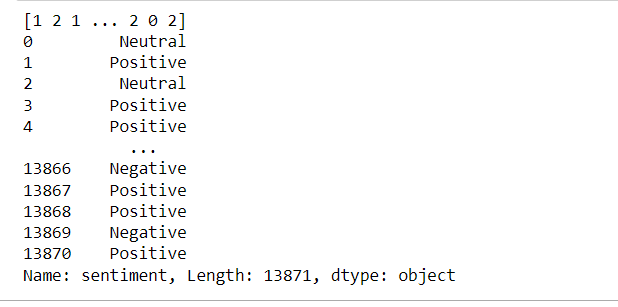 [1 2 1 ... 2 0 2]
0 Neutral
1 Positive
2 Neutral
3 Positive
4 Positive
...
13866 Negative
13867 Positive
13868 Positive
13869 Negative
13870 Positive
Name: sentiment, Length: 13871, dtype: object